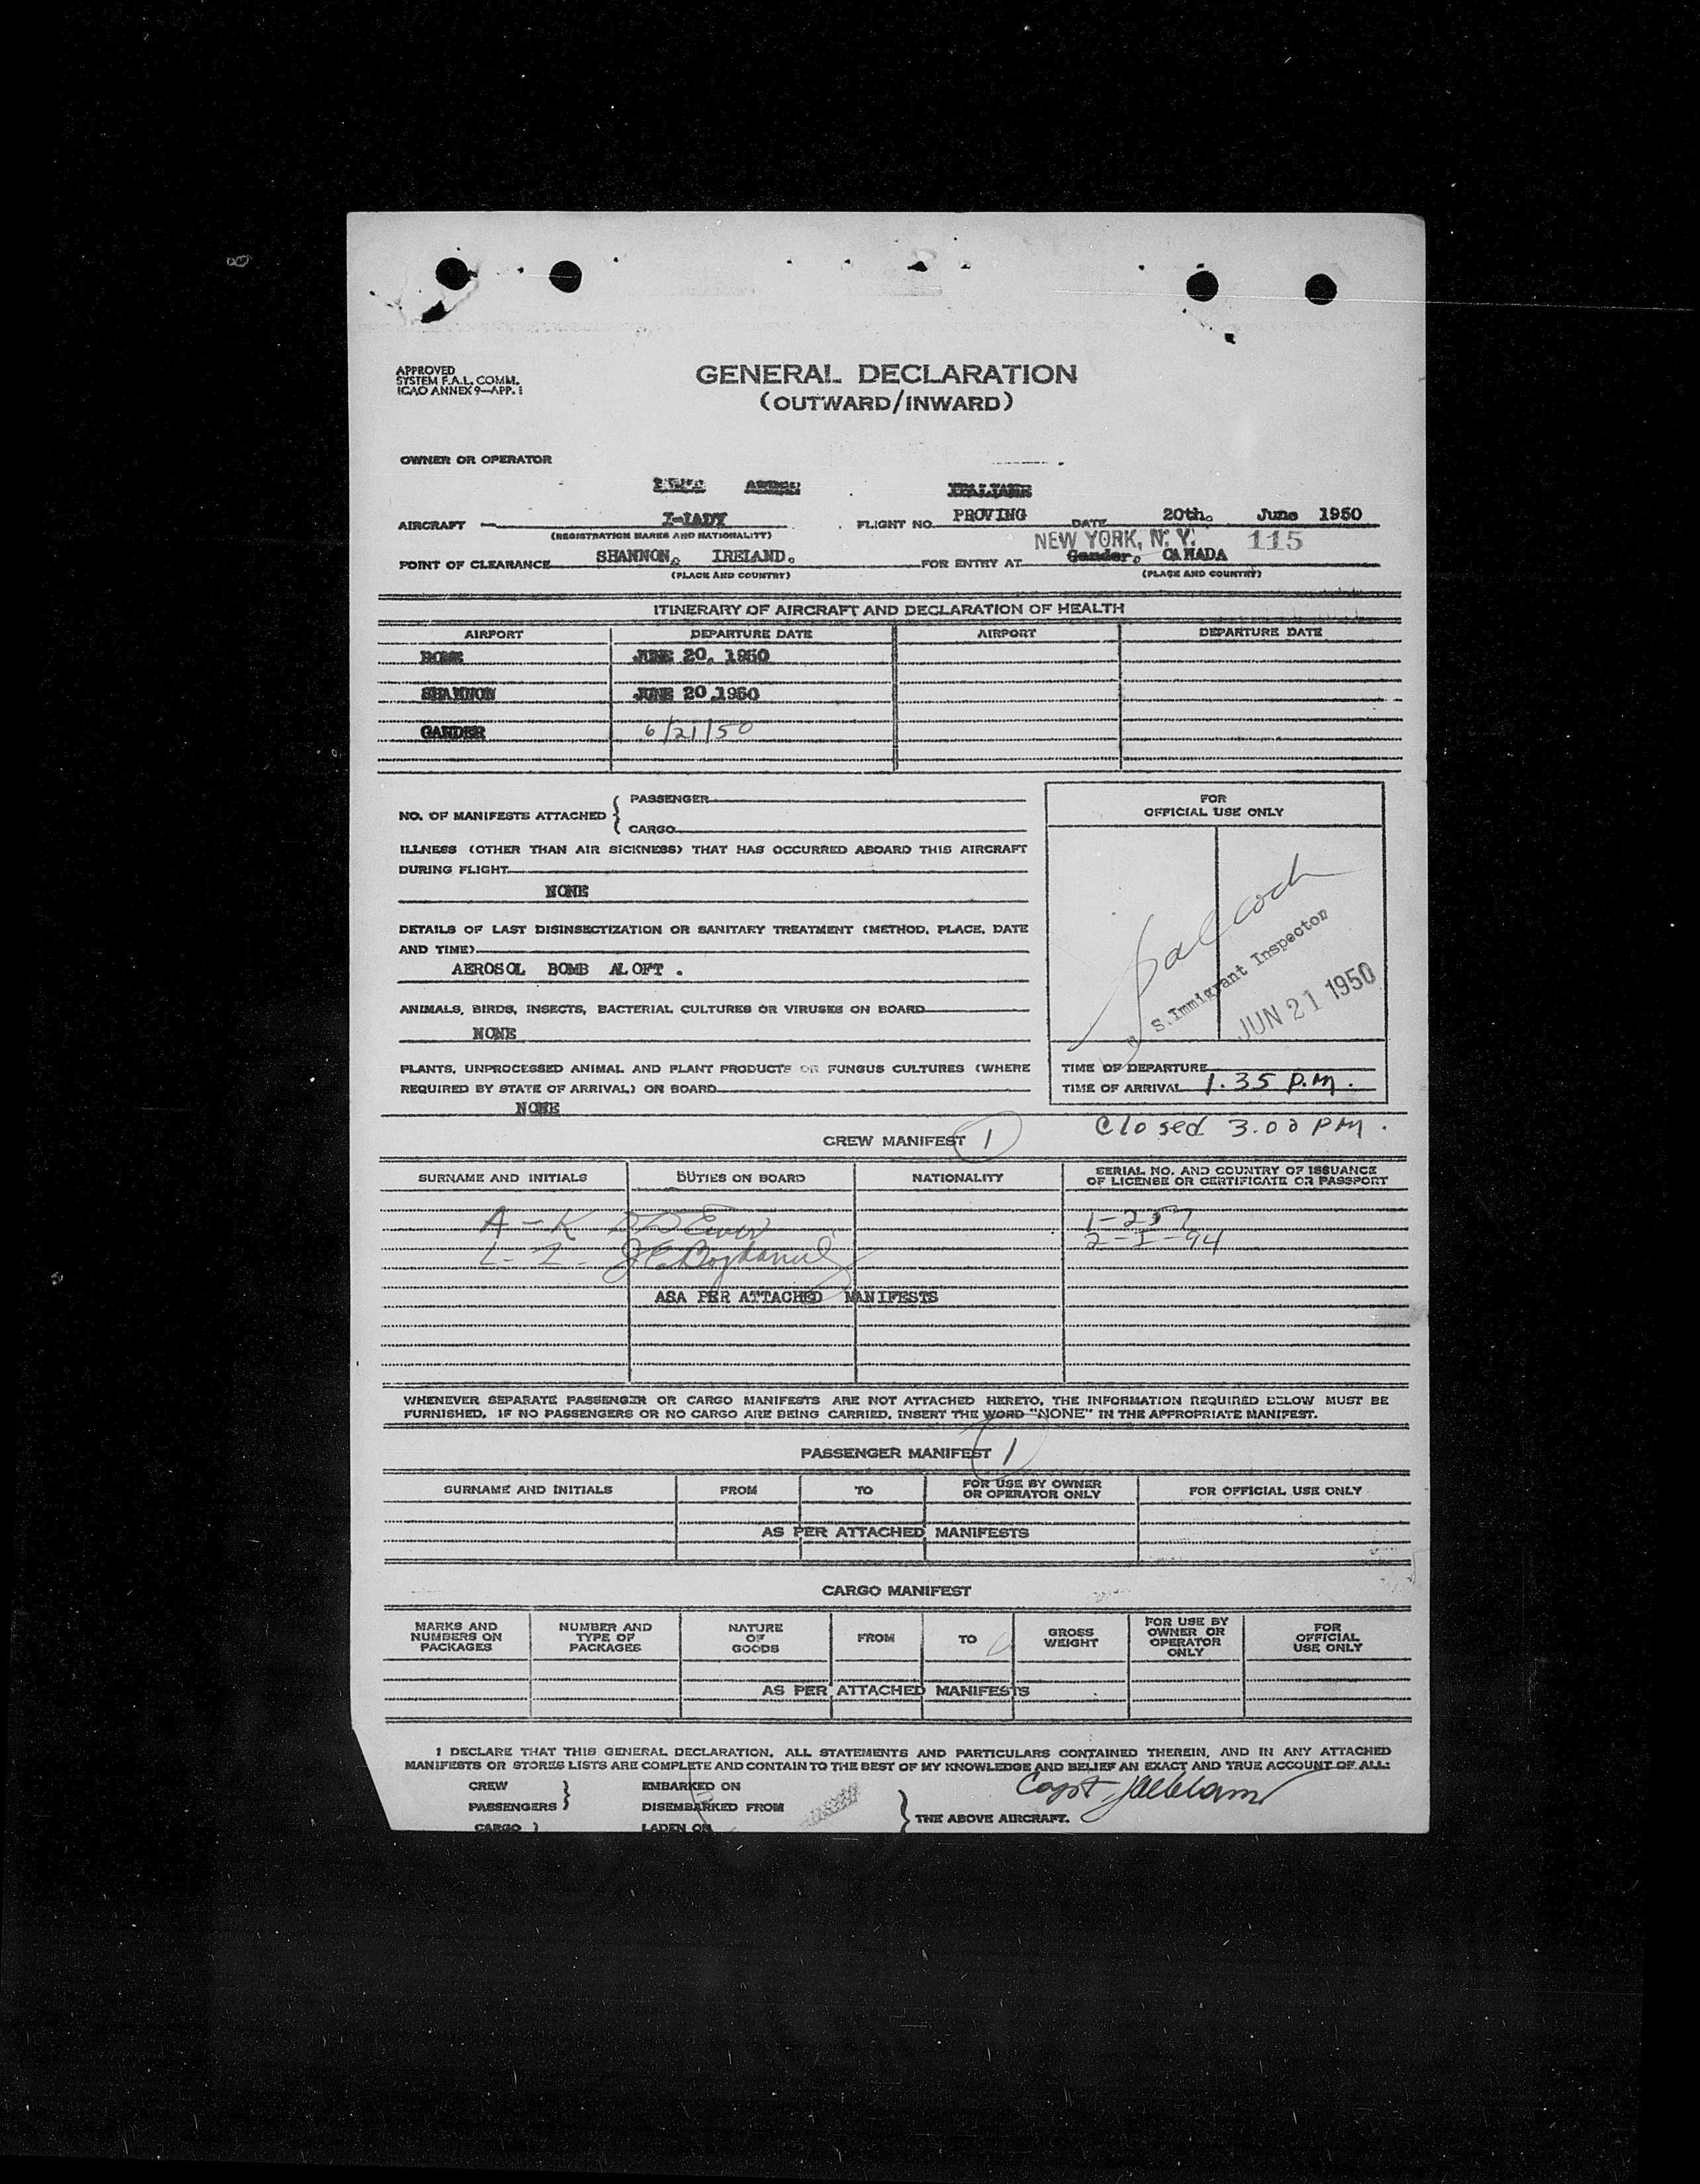 APPROVED
SYSTEM F.A.L. COMM.
ICAO ANNEX 9—APP. 1
GENERAL DECLARATION
(OUTWARD/INWARD)
OWNER OR OPERATOR
ITALIANE
AIRCRAFT I-LADY FLIGHT NO. PROVING DATE 20th. June 1950
(REGISTRATION MARKS AND NATIONALITY)
NEW YORK, N. Y. 115
POINT OF CLEARANCE SHANNON, IRELAND. FOR ENTRY AT Gander. CANADA
(PLACE AND COUNTRY) (PLACE AND COUNTRY)
ITINERARY OF AIRCRAFT AND DECLARATION OF HEALTH
AIRPORT DEPARTURE DATE AIRPORT DEPARTURE DATE
ROME JUNE 20. 1950
SHANNON JUNE 20.1950
GANDER 6/21/50
NO. OF MANIFESTS ATTACHED { PASSENGER
CARGO
ILLNESS (OTHER THAN AIR SICKNESS) THAT HAS OCCURRED ABOARD THIS AIRCRAFT
DURING FLIGHT
NONE
DETAILS OF LAST DISINSECTIZATION OR SANITARY TREATMENT (METHOD, PLACE, DATE
AND TIME)
AEROSOL BOMB ALOFT .
ANIMALS, BIRDS, INSECTS, BACTERIAL CULTURES OR VIRUSES ON BOARD
NONE
PLANTS, UNPROCESSED ANIMAL AND PLANT PRODUCTS OR FUNGUS CULTURES (WHERE
REQUIRED BY STATE OF ARRIVAL) ON BOARD
NONE
FOR
OFFICIAL USE ONLY
S. Immigrant Inspector
JUN 21 1950
TIME OF DEPARTURE
TIME OF ARRIVAL 1.35 P.M.
Closed 3.00 PM.
CREW MANIFEST 1
SURNAME AND INITIALS DUTIES ON BOARD NATIONALITY SERIAL NO. AND COUNTRY OF ISSUANCE
OF LICENSE OR CERTIFICATE OR PASSPORT
A - K 1-257
L - Z 2-I-94
ASA PER ATTACHED MANIFESTS
WHENEVER SEPARATE PASSENGER OR CARGO MANIFESTS ARE NOT ATTACHED HERETO, THE INFORMATION REQUIRED BELOW MUST BE
FURNISHED. IF NO PASSENGERS OR NO CARGO ARE BEING CARRIED, INSERT THE WORD "NONE" IN THE APPROPRIATE MANIFEST.
PASSENGER MANIFEST 1
SURNAME AND INITIALS FROM TO FOR USE BY OWNER
OR OPERATOR ONLY FOR OFFICIAL USE ONLY
AS PER ATTACHED MANIFESTS
CARGO MANIFEST
MARKS AND
NUMBERS ON
PACKAGES
NUMBER AND
TYPE OF
PACKAGES
NATURE
OF
GOODS
FROM
TO
GROSS
WEIGHT
FOR USE BY
OWNER OR
OPERATOR
ONLY
FOR
OFFICIAL
USE ONLY
AS PER ATTACHED MANIFESTS
I DECLARE THAT THIS GENERAL DECLARATION, ALL STATEMENTS AND PARTICULARS CONTAINED THEREIN, AND IN ANY ATTACHED
MANIFESTS OR STORES LISTS ARE COMPLETE AND CONTAIN TO THE BEST OF MY KNOWLEDGE AND BELIEF AN EXACT AND TRUE ACCOUNT OF ALL:
CREW EMBARKED ON Capt.
PASSENGERS } DISEMBARKED FROM } THE ABOVE AIRCRAFT.
CARGO LADEN ON